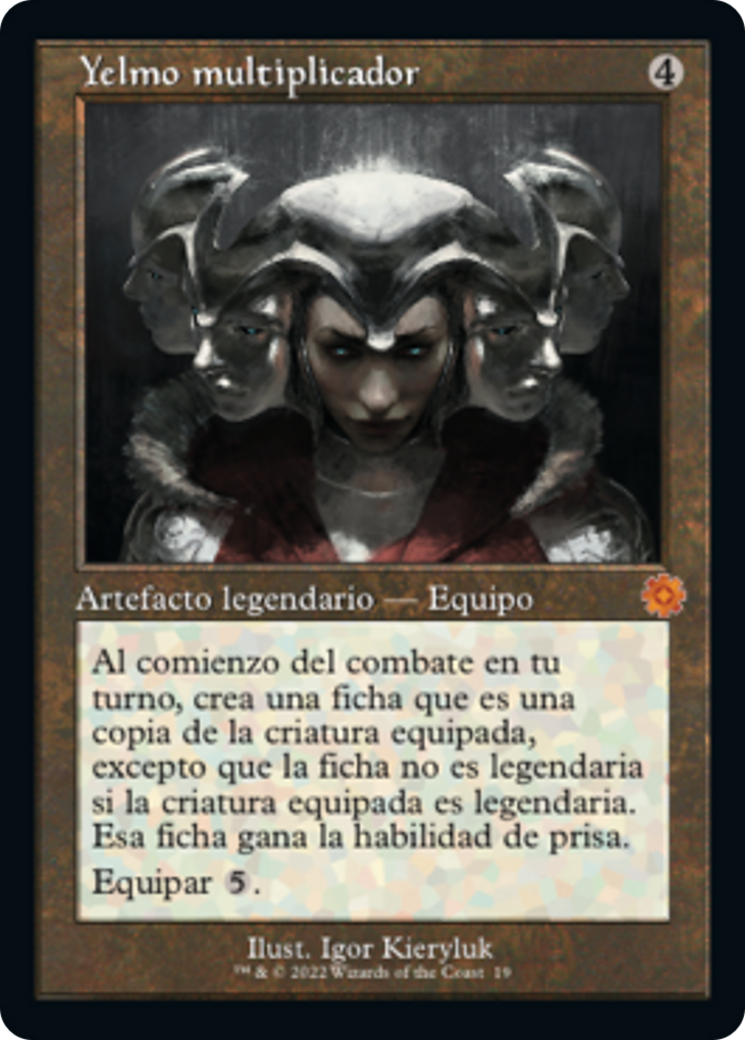 Yelmo multiplicador 4
Artefacto legendario — Equipo
Al comienzo del combate en tu
turno, crea una ficha que es una
copia de la criatura equipada,
excepto que la ficha no es legendaria
si la criatura equipada es legendaria.
Esa ficha gana la habilidad de prisa.
Equipar 5.
Ilust. Igor Kieryluk
™ & © 2022 Wizards of the Coast 19